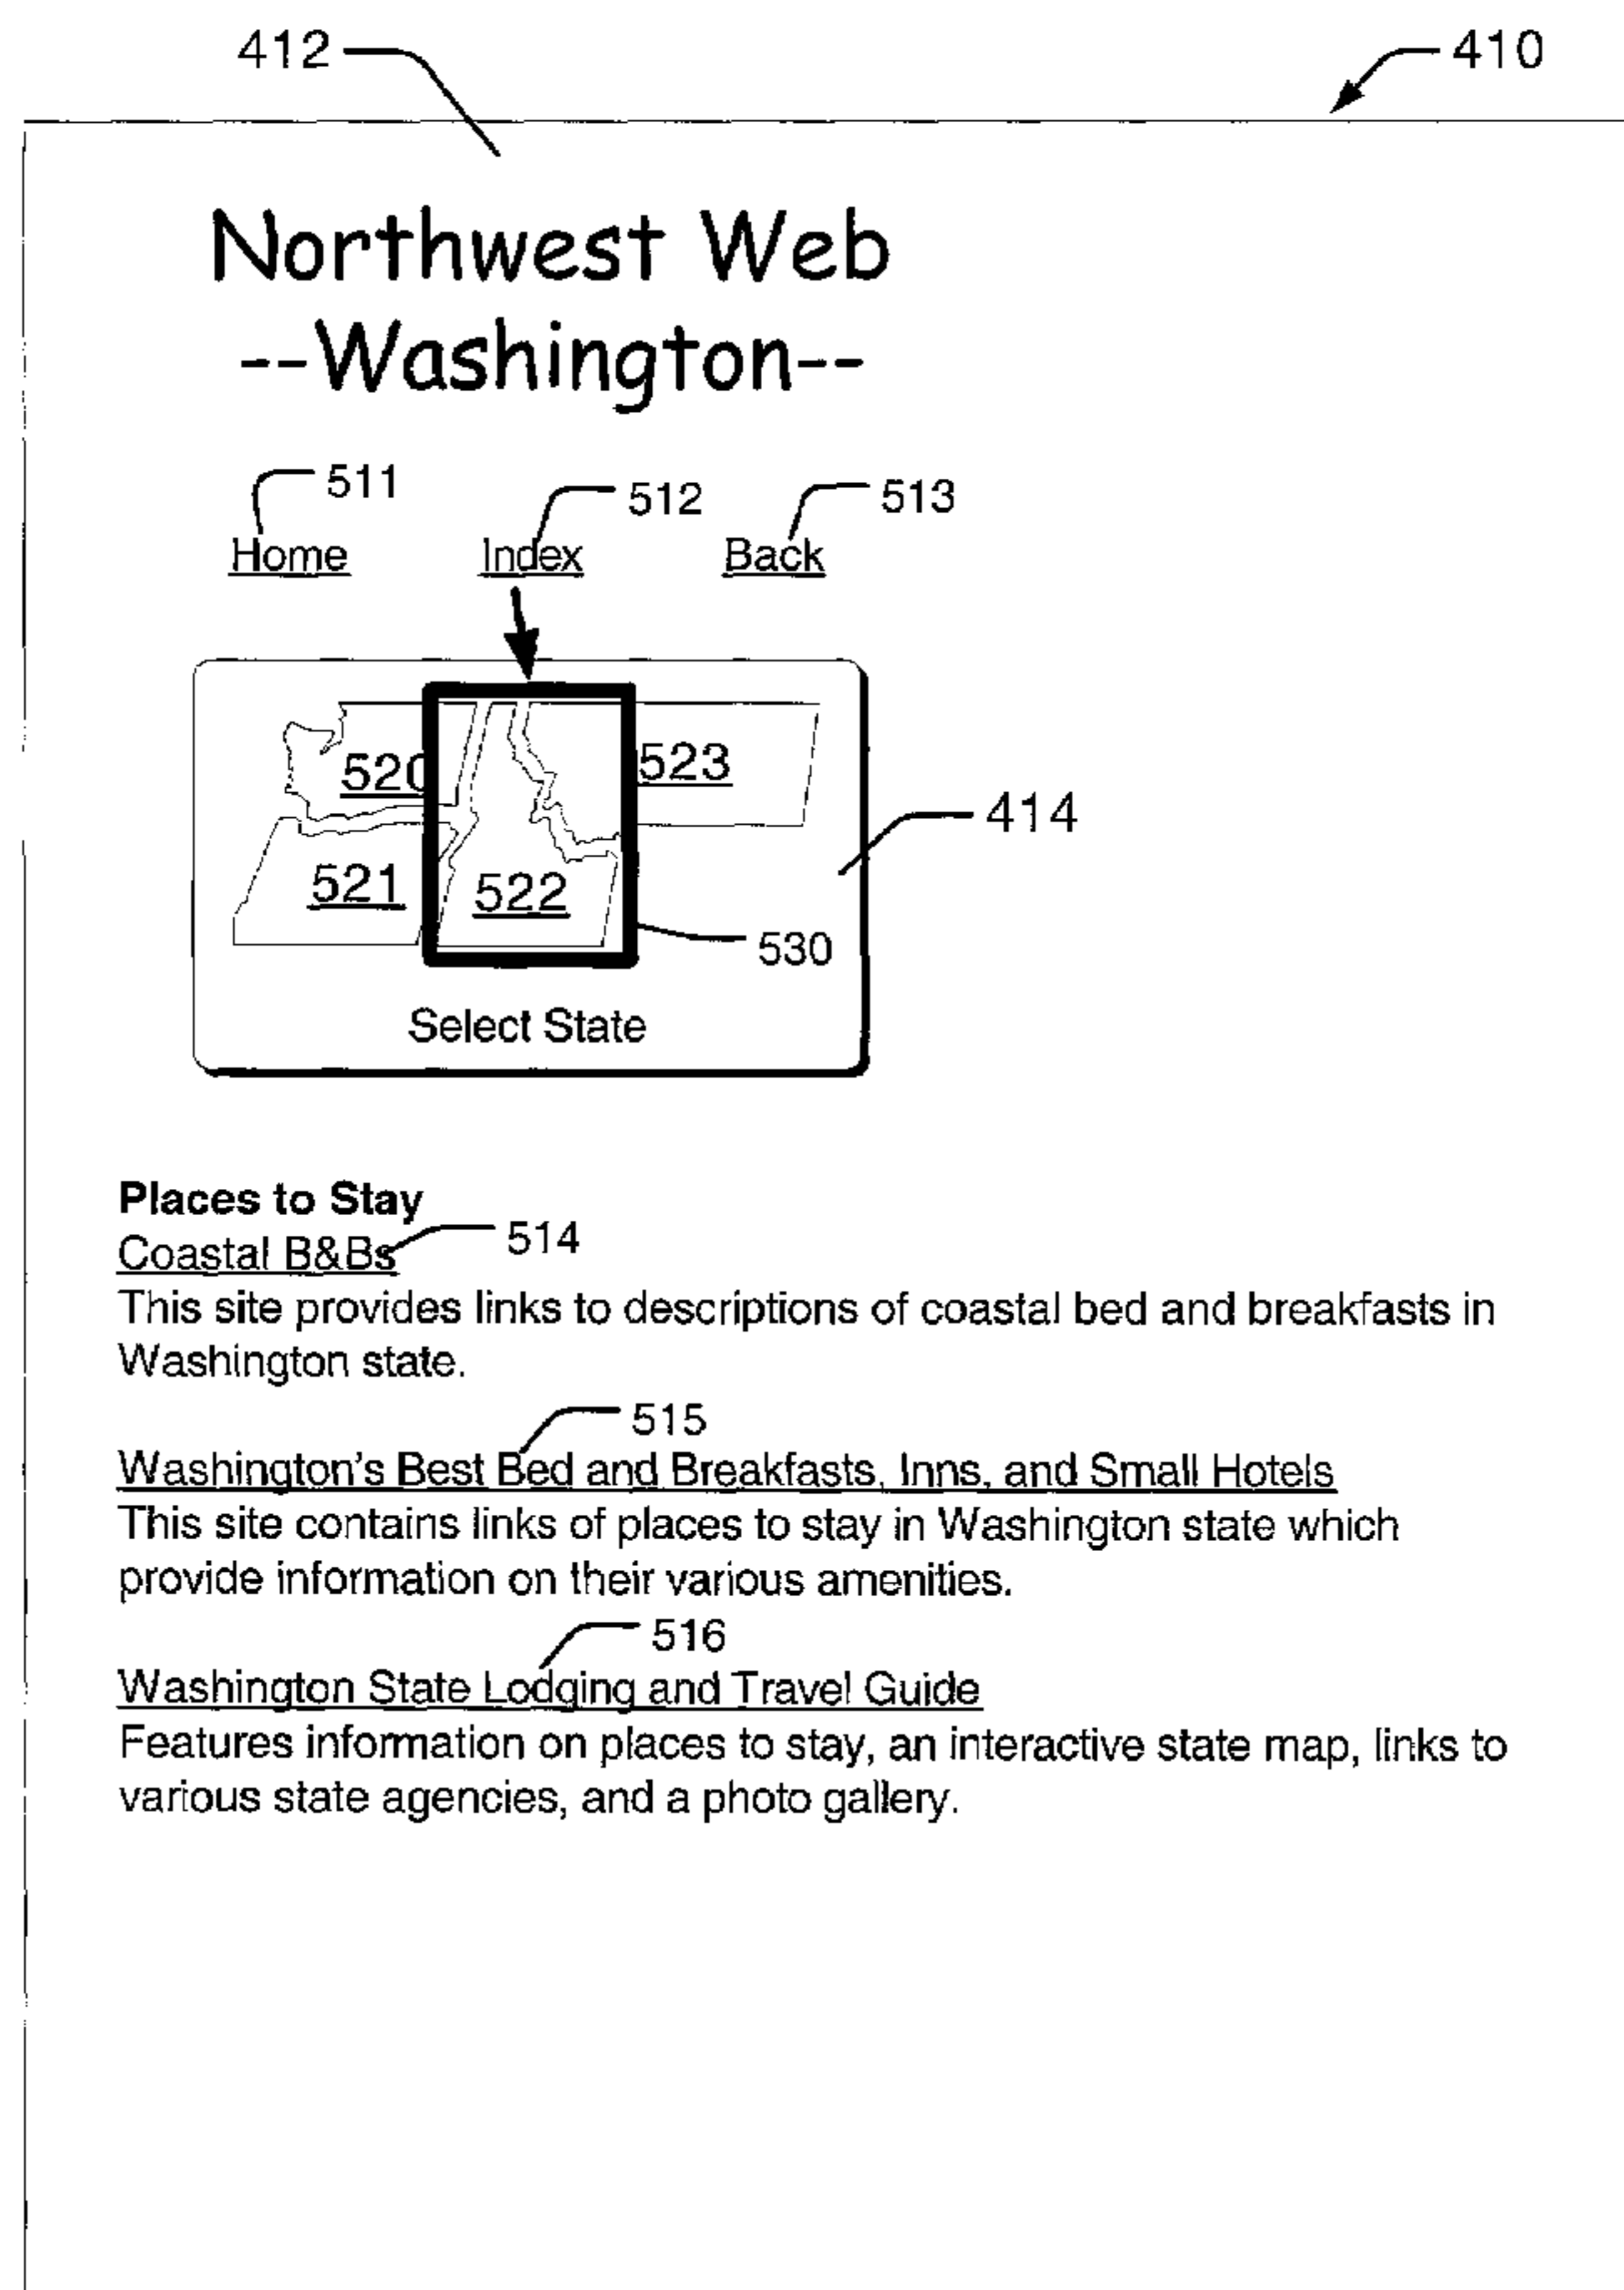 412
410
Northwest Web
--Washington--
511
512
513
Home Index Back
520
523
414
521
522
530
Select State
Places to Stay
514
Coastal B&Bs
This site provides links to descriptions of coastal bed and breakfasts in
Washington state.
515
Washington's Best Bed and Breakfasts, Inns, and Small Hotels
This site contains links of places to stay in Washington state which
provide information on their various amenities.
516
Washington State Lodging and Travel Guide
Features information on places to stay, an interactive state map, links to
various state agencies, and a photo gallery.